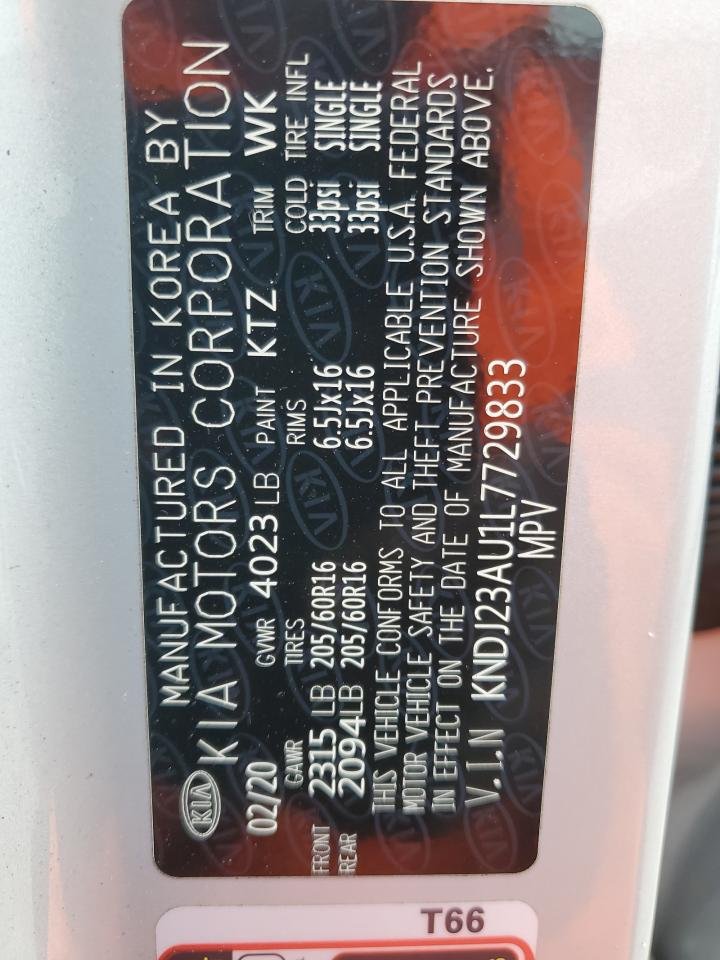 MANUFACTURED IN KOREA BY
KIA KIA MOTORS CORPORATION
02/20 GVWR 4023 LB PAINT KTZ TRIM WK
GAWR TIRES RIMS COLD TIRE INFL
FRONT 2315 LB 205/60R16 6.5Jx16 33psi SINGLE
REAR 2094LB 205/60R16 6.5Jx16 33psi SINGLE
THIS VEHICLE CONFORMS TO ALL APPLICABLE U.S.A. FEDERAL
MOTOR VEHICLE SAFETY AND THEFT PREVENTION STANDARDS
IN EFFECT ON THE DATE OF MANUFACTURE SHOWN ABOVE.
V.I.N KNDJ23AU1L7729833
MPV
T66